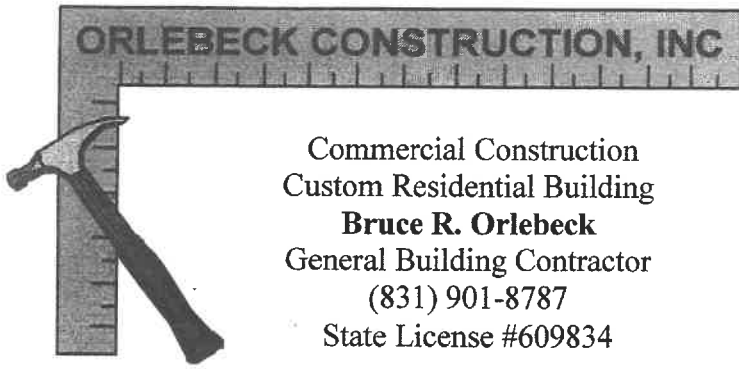 ORLEBECK CONSTRUCTION, INC
Commercial Construction
Custom Residential Building
Bruce R. Orlebeck
General Building Contractor
(831) 901-8787
State License #609834